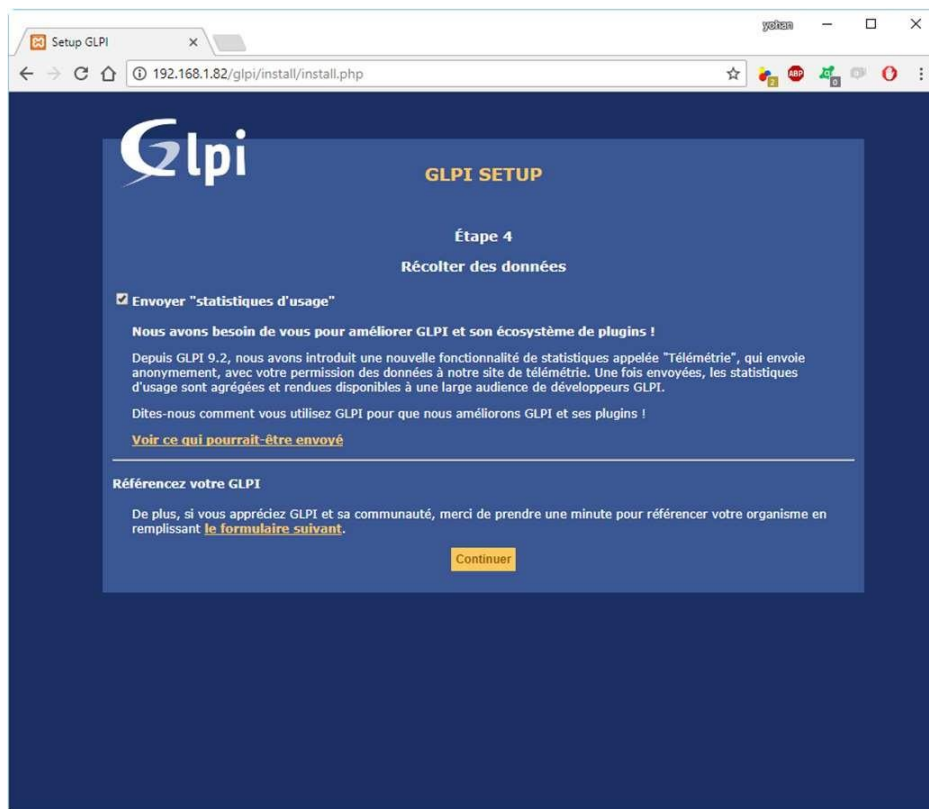 yohan
Setup GLPI
192.168.1.82/glpi/install/install.php
2
ABP
0
Glpi
GLPI SETUP
Étape 4
Récolter des données
Envoyer "statistiques d'usage"
Nous avons besoin de vous pour améliorer GLPI et son écosystème de plugins !
Depuis GLPI 9.2, nous avons introduit une nouvelle fonctionnalité de statistiques appelée "Télémétrie", qui envoie
anonymement, avec votre permission des données à notre site de télémétrie. Une fois envoyées, les statistiques
d'usage sont agrégées et rendues disponibles à une large audience de développeurs GLPI.
Dites-nous comment vous utilisez GLPI pour que nous améliorons GLPI et ses plugins !
Voir ce qui pourrait-être envoyé
Référencez votre GLPI
De plus, si vous appréciez GLPI et sa communauté, merci de prendre une minute pour référencer votre organisme en
remplissant le formulaire suivant.
Continuer